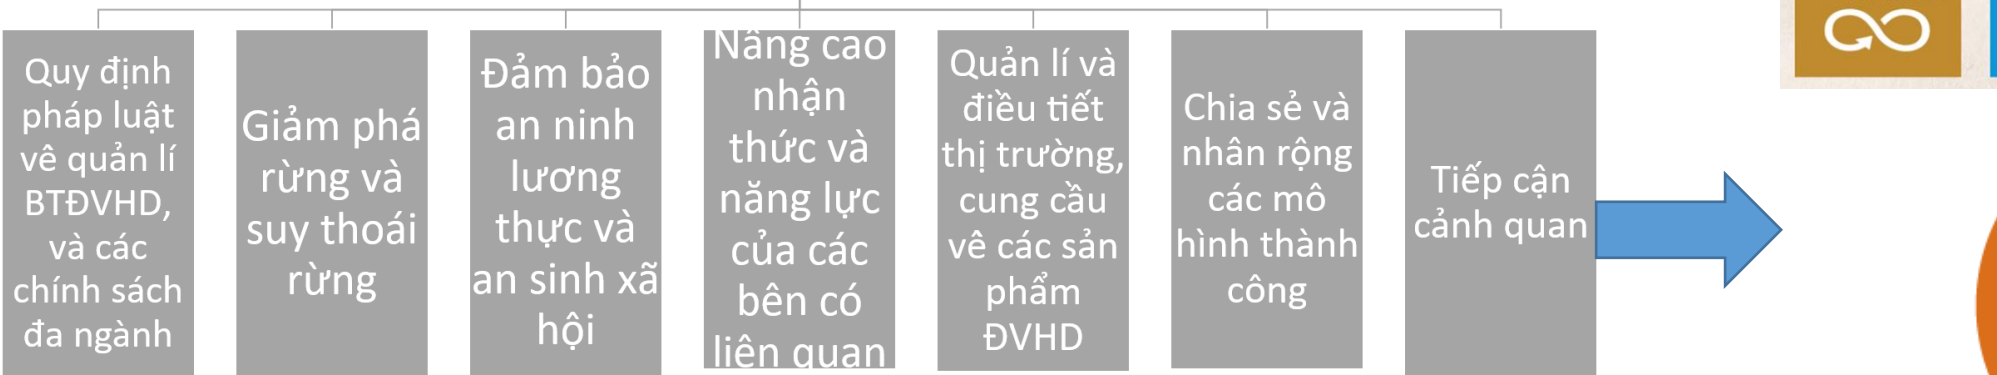 Quy định
pháp luật
về quản lí
BTĐVHD,
và các
chính sách
đa ngành
Giảm phá
rừng và
suy thoái
rừng
Đảm bảo
an ninh
lương
thực và
an sinh xã
hội
Nâng cao
nhận
thức và
năng lực
của các
bên có
liên quan
Quản lí và
điều tiết
thị trường,
cung cầu
về các sản
phẩm
ĐVHD
Chia sẻ và
nhân rộng
các mô
hình thành
công
Tiếp cận
cảnh quan